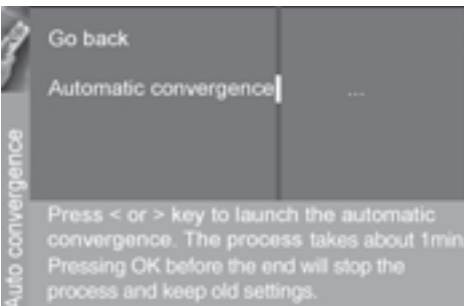 Go back
Automatic convergence ...
Auto convergence
Press < or > key to launch the automatic
convergence. The process takes about 1min.
Pressing OK before the end will stop the
process and keep old settings.